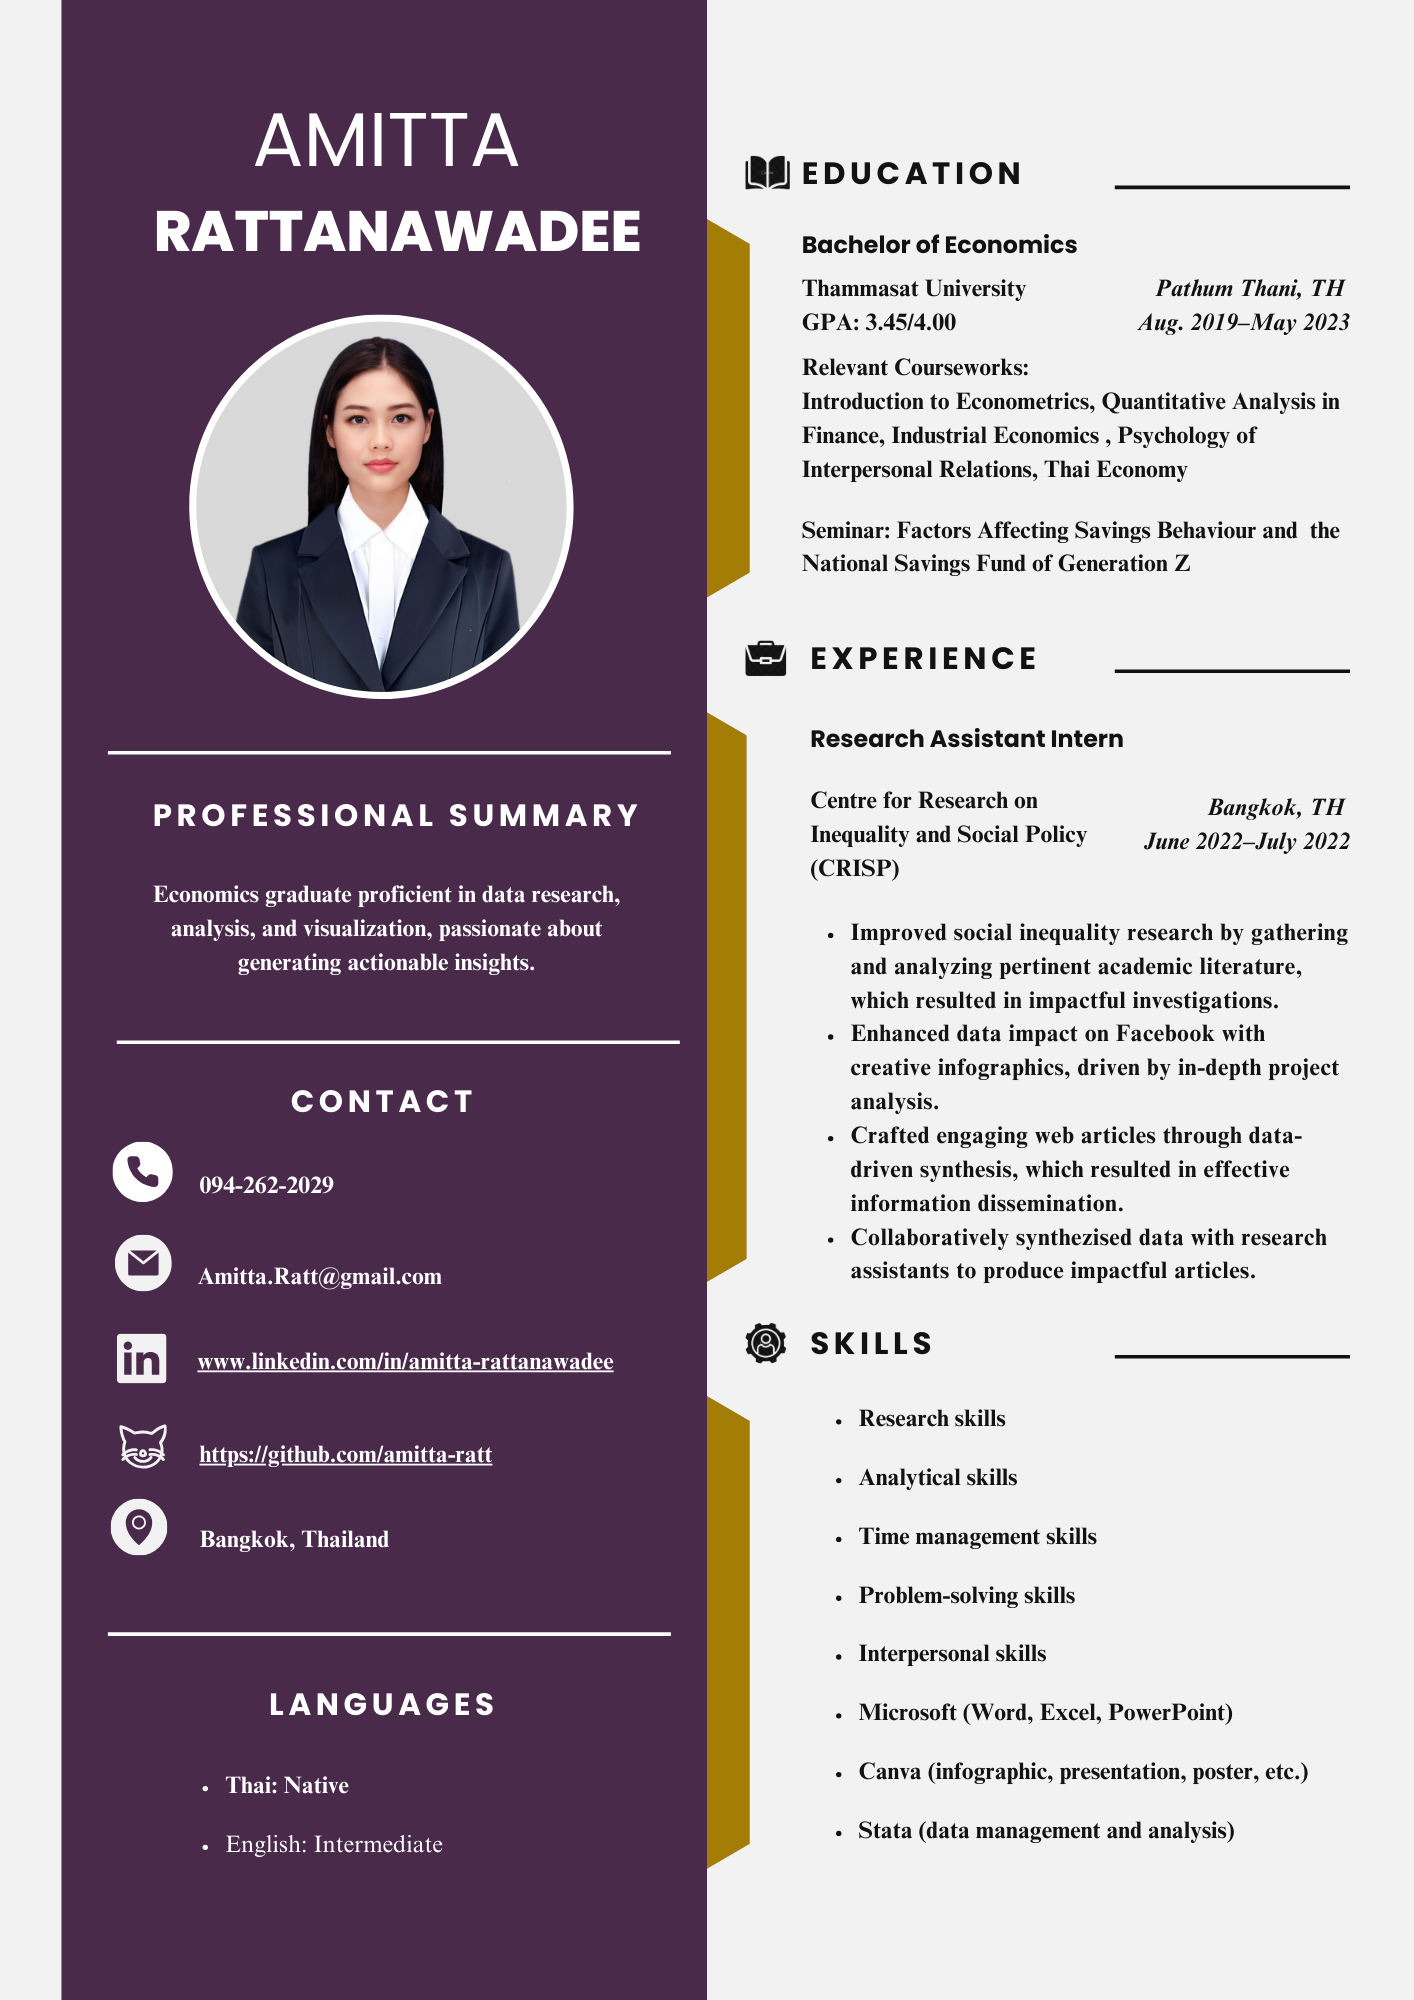 AMITTA
RATTANAWADEE
PROFESSIONAL SUMMARY
Economics graduate proficient in data research,
analysis, and visualization, passionate about
generating actionable insights.
CONTACT
094-262-2029
Amitta.Ratt@gmail.com
www.linkedin.com/in/amitta-rattanawadee
https://github.com/amitta-ratt
Bangkok, Thailand
LANGUAGES
• Thai: Native
• English: Intermediate
EDUCATION
Bachelor of Economics
Thammasat University Pathum Thani, TH
GPA: 3.45/4.00 Aug. 2019–May 2023
Relevant Courseworks:
Introduction to Econometrics, Quantitative Analysis in
Finance, Industrial Economics , Psychology of
Interpersonal Relations, Thai Economy
Seminar: Factors Affecting Savings Behaviour and the
National Savings Fund of Generation Z
EXPERIENCE
Research Assistant Intern
Centre for Research on
Inequality and Social Policy
(CRISP)
Bangkok, TH
June 2022–July 2022
• Improved social inequality research by gathering
and analyzing pertinent academic literature,
which resulted in impactful investigations.
• Enhanced data impact on Facebook with
creative infographics, driven by in-depth project
analysis.
• Crafted engaging web articles through data-
driven synthesis, which resulted in effective
information dissemination.
• Collaboratively synthezised data with research
assistants to produce impactful articles.
SKILLS
• Research skills
• Analytical skills
• Time management skills
• Problem-solving skills
• Interpersonal skills
• Microsoft (Word, Excel, PowerPoint)
• Canva (infographic, presentation, poster, etc.)
• Stata (data management and analysis)